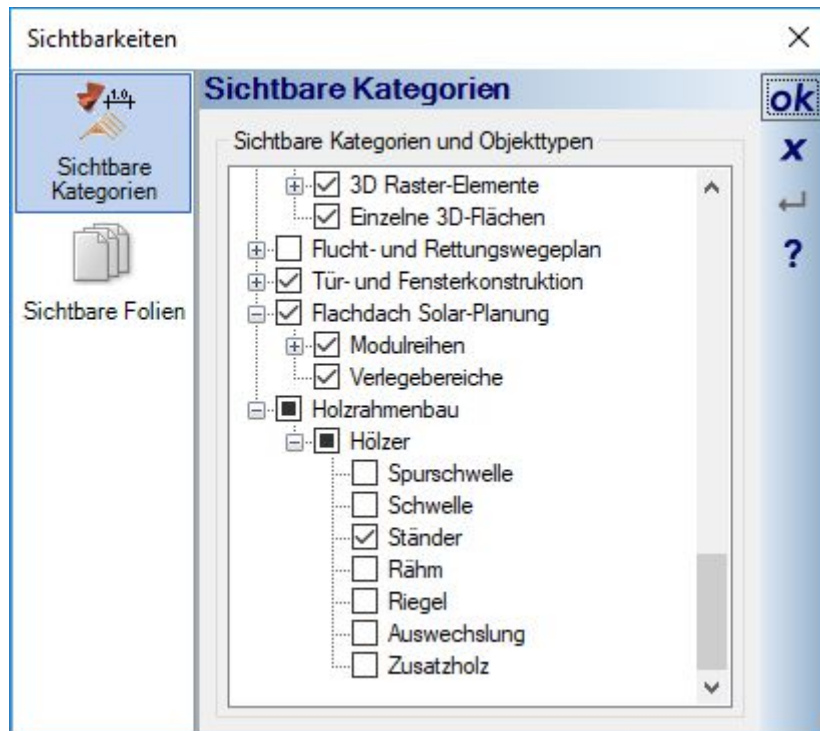 Sichtbarkeiten
1.0
Sichtbare
Kategorien
Sichtbare Folien
Sichtbare Kategorien
Sichtbare Kategorien und Objekttypen
3D Raster-Elemente
Einzelne 3D-Flächen
Flucht- und Rettungswegeplan
Tür- und Fensterkonstruktion
Flachdach Solar-Planung
Modulreihen
Verlegebereiche
Holzrahmenbau
Hölzer
Spurschwelle
Schwelle
Ständer
Rähm
Riegel
Auswechslung
Zusatzholz
ok
x
?